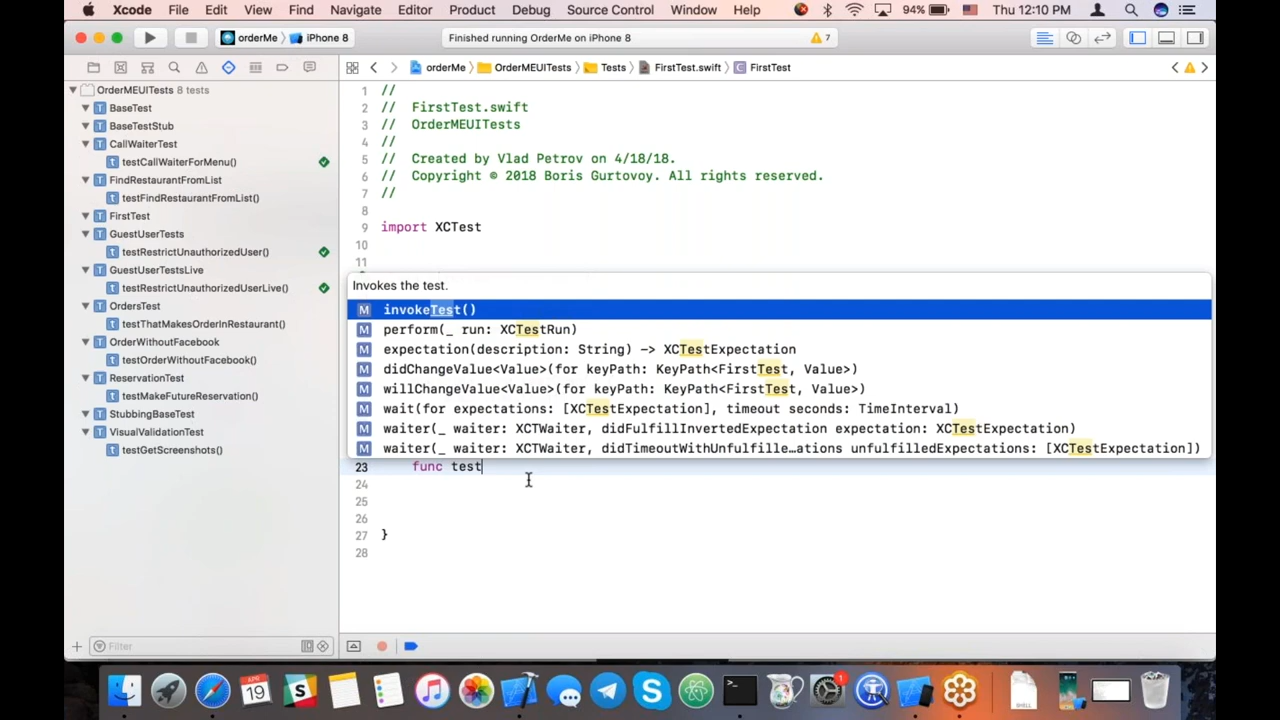 Xcode File Edit View Find Navigate Editor Product Debug Source Control Window Help 94% Thu 12:10 PM
orderMe iPhone 8 Finished running OrderMe on iPhone 8 7
orderMe OrderMEUITests Tests FirstTest.swift FirstTest
OrderMEUITests 8 tests
BaseTest
BaseTestStub
CallWaiterTest
testCallWaiterForMenu()
FindRestaurantFromList
testFindRestaurantFromList()
FirstTest
GuestUserTests
testRestrictUnauthorizedUser()
GuestUserTestsLive
testRestrictUnauthorizedUserLive()
OrdersTest
testThatMakesOrderInRestaurant()
OrderWithoutFacebook
testOrderWithoutFacebook()
ReservationTest
testMakeFutureReservation()
StubbingBaseTest
VisualValidationTest
testGetScreenshots()
Filter
1 //
2 // FirstTest.swift
3 // OrderMEUITests
4 //
5 // Created by Vlad Petrov on 4/18/18.
6 // Copyright © 2018 Boris Gurtovoy. All rights reserved.
7 //
8
9 import XCTest
10
11
Invokes the test.
M invokeTest()
M perform(_ run: XCTestRun)
M expectation(description: String) -> XCTestExpectation
M didChangeValue<Value>(for keyPath: KeyPath<FirstTest, Value>)
M willChangeValue<Value>(for keyPath: KeyPath<FirstTest, Value>)
M wait(for expectations: [XCTestExpectation], timeout seconds: TimeInterval)
M waiter(_ waiter: XCTWaiter, didFulfillInvertedExpectation expectation: XCTestExpectation)
M waiter(_ waiter: XCTWaiter, didTimeoutWithUnfulfille…ations unfulfilledExpectations: [XCTestExpectation])
23 func test
24
25
26
27 }
28
APR
19
1
SHELL